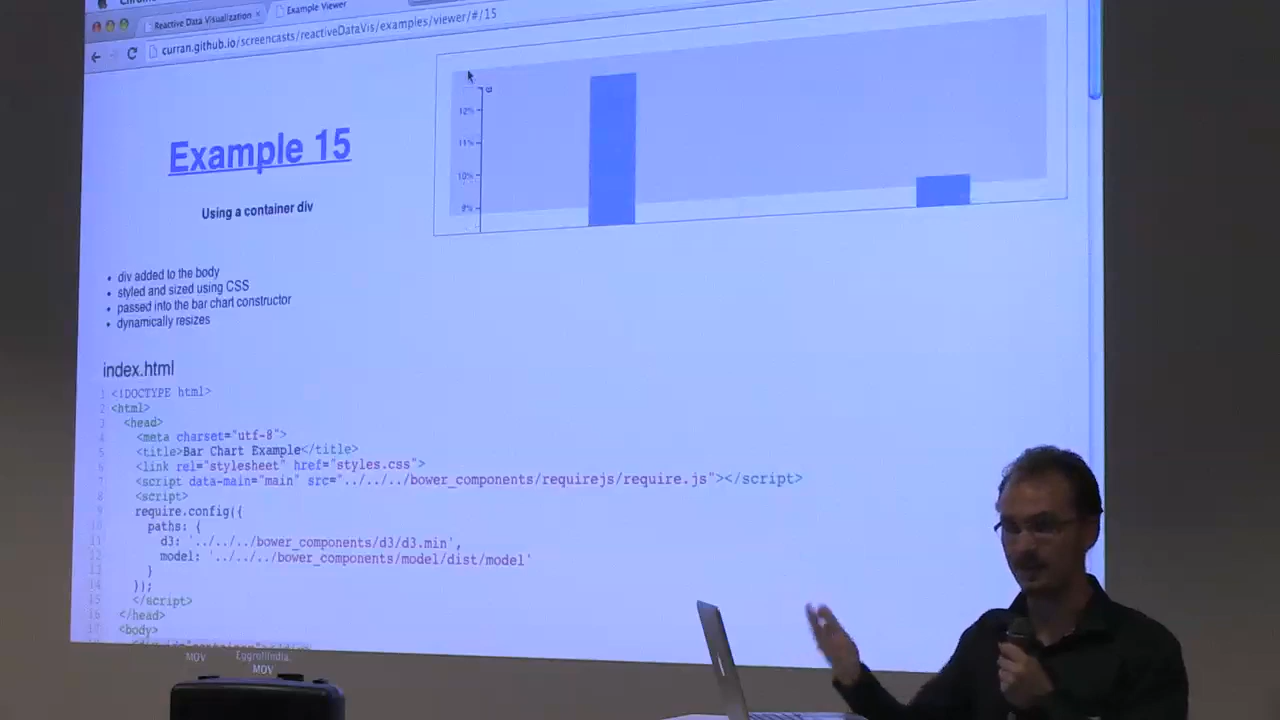 Reactive Data Visualization ×
Example Viewer
curran.github.io/screencasts/reactiveDataVis/examples/viewer/#/15
12%
11%
10%
9%
Example 15
Using a container div
• div added to the body
• styled and sized using CSS
• passed into the bar chart constructor
• dynamically resizes
index.html
1 <!DOCTYPE html>
2 <html>
3 <head>
4 <meta charset="utf-8">
5 <title>Bar Chart Example</title>
6 <link rel="stylesheet" href="styles.css">
7 <script data-main="main" src="../../../bower_components/requirejs/require.js"></script>
8 <script>
9 require.config({
10 paths: {
11 d3: '../../../bower_components/d3/d3.min',
12 model: '../../../bower_components/model/dist/model'
13 }
14 });
15 </script>
16 </head>
17 <body>
MOV
MOV